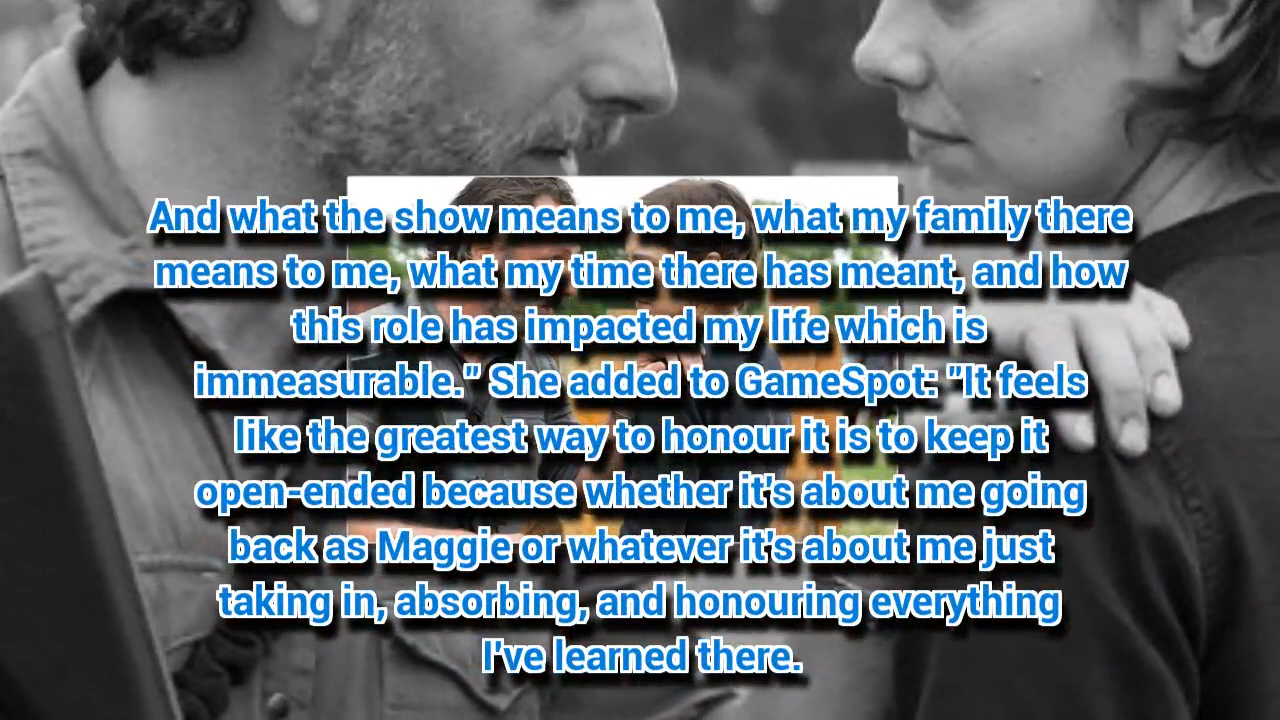 And what the show means to me, what my family there
means to me, what my time there has meant, and how
this role has impacted my life which is
immeasurable." She added to GameSpot: "It feels
like the greatest way to honour it is to keep it
open-ended because whether it's about me going
back as Maggie or whatever it's about me just
taking in, absorbing, and honouring everything
I've learned there.